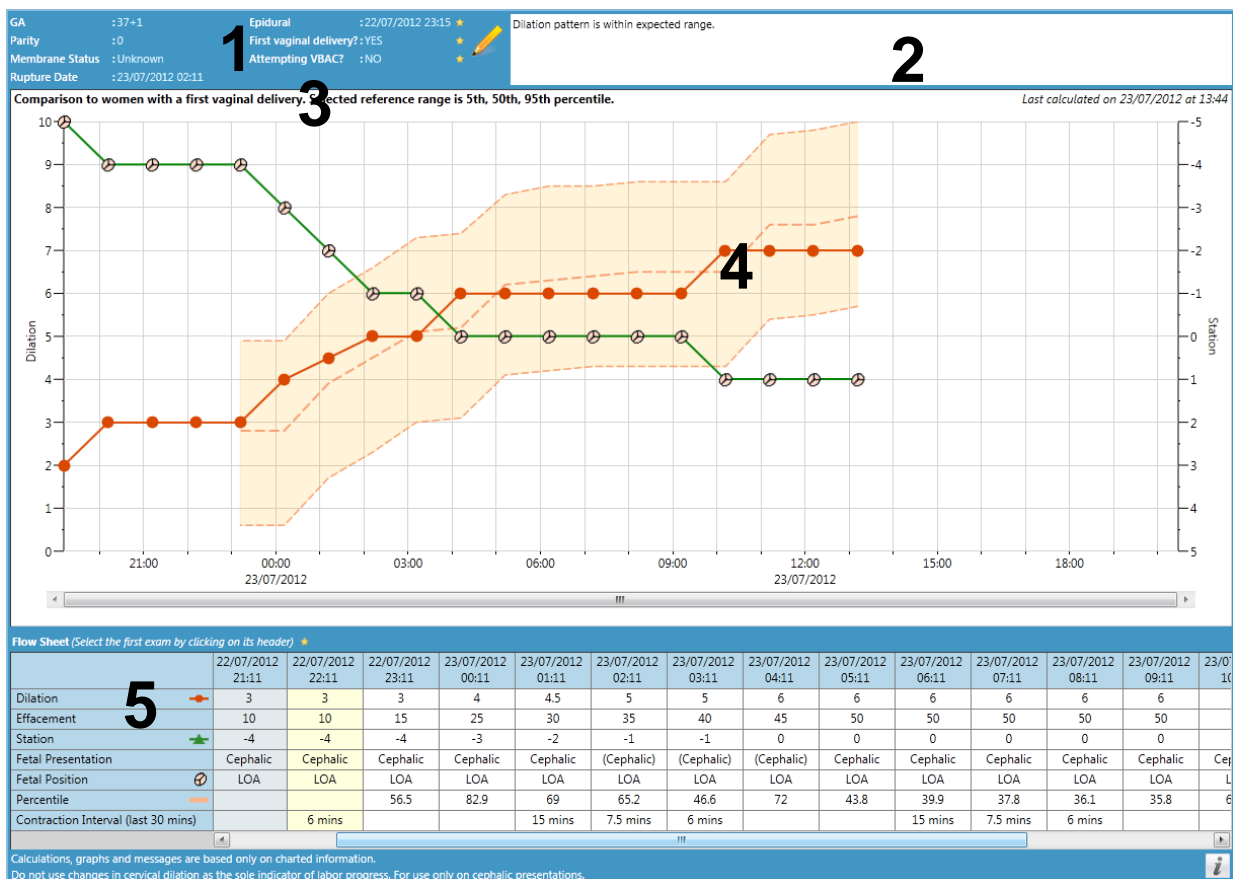 GA :37+1 Epidural :22/07/2012 23:15
Parity :0 First vaginal delivery? :YES
Membrane Status :Unknown Attempting VBAC? :NO
Rupture Date :23/07/2012 02:11
1
Dilation pattern is within expected range.
2
Comparison to women with a first vaginal delivery. Selected reference range is 5th, 50th, 95th percentile.
Last calculated on 23/07/2012 at 13:44
3
10 -5
9 -4
8 -3
7 -2
4
6 -1
5 0
Dilation
Station
4 1
3 2
2 3
1 4
0 5
21:00 00:00 03:00 06:00 09:00 12:00 15:00 18:00
23/07/2012 23/07/2012
Flow Sheet (Select the first exam by clicking on its header)
22/07/2012 22/07/2012 22/07/2012 23/07/2012 23/07/2012 23/07/2012 23/07/2012 23/07/2012 23/07/2012 23/07/2012 23/07/2012 23/07/2012 23/07/2012 23/0
21:11 22:11 23:11 00:11 01:11 02:11 03:11 04:11 05:11 06:11 07:11 08:11 09:11 10
Dilation 3 3 3 4 4.5 5 5 6 6 6 6 6 6
5
Effacement 10 10 15 25 30 35 40 45 50 50 50 50 50
Station -4 -4 -4 -3 -2 -1 -1 0 0 0 0 0 0
Fetal Presentation Cephalic Cephalic Cephalic Cephalic Cephalic (Cephalic) (Cephalic) (Cephalic) Cephalic Cephalic Cephalic Cephalic Cephalic Cep
Fetal Position LOA LOA LOA LOA LOA LOA LOA LOA LOA LOA LOA LOA LOA L
Percentile 56.5 82.9 69 65.2 46.6 72 43.8 39.9 37.8 36.1 35.8 6
Contraction Interval (last 30 mins) 6 mins 15 mins 7.5 mins 6 mins 15 mins 7.5 mins 6 mins
Calculations, graphs and messages are based only on charted information.
Do not use changes in cervical dilation as the sole indicator of labor progress. For use only on cephalic presentations.
i